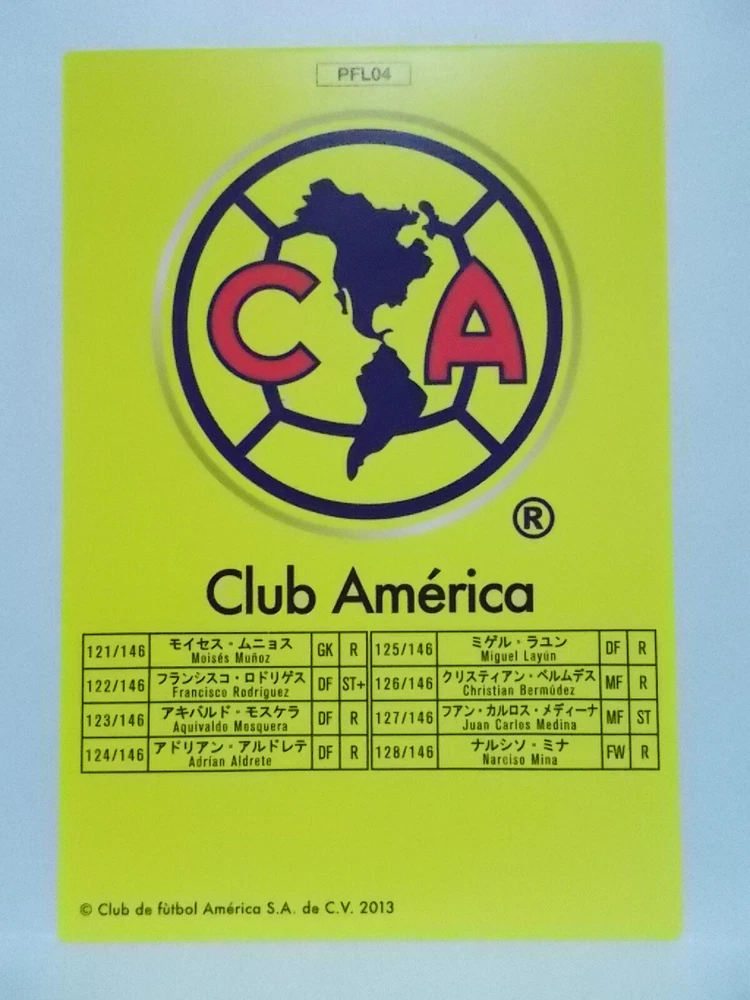 PFL04
C A
®
Club América
121/146 モイセス・ムニョス Moisés Muñoz GK R
122/146 フランシスコ・ロドリゲス Francisco Rodríguez DF ST+
123/146 アキバルド・モスケラ Aquivaldo Mosquera DF R
124/146 アドリアン・アルドレテ Adrián Aldrete DF R
125/146 ミゲル・ラユン Miguel Layún DF R
126/146 クリスティアン・ベルムデス Christian Bermúdez MF R
127/146 フアン・カルロス・メディーナ Juan Carlos Medina MF ST
128/146 ナルシソ・ミナ Narciso Mina FW R
© Club de fùtbol América S.A. de C.V. 2013